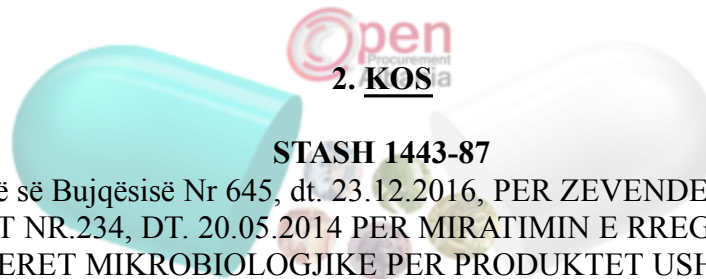 Open
Procurement
Albania
2. KOS
STASH 1443-87
ë së Bujqësisë Nr 645, dt. 23.12.2016, PER ZEVENDE
T NR.234, DT. 20.05.2014 PER MIRATIMIN E RREG
ERET MIKROBIOLOGJIKE PER PRODUKTET USH